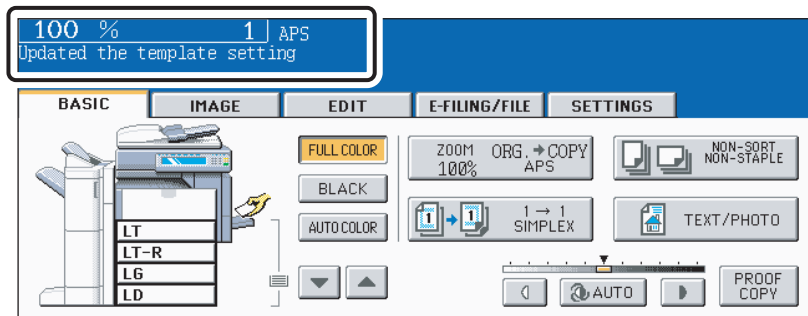 100 % 1 APS
Updated the template setting
BASIC IMAGE EDIT E-FILING/FILE SETTINGS
FULL COLOR
BLACK
AUTO COLOR
ZOOM ORG. → COPY
100% APS
NON-SORT
NON-STAPLE
1 1
1 → 1
SIMPLEX
TEXT/PHOTO
LT
LT-R
LG
LD
AUTO
PROOF
COPY